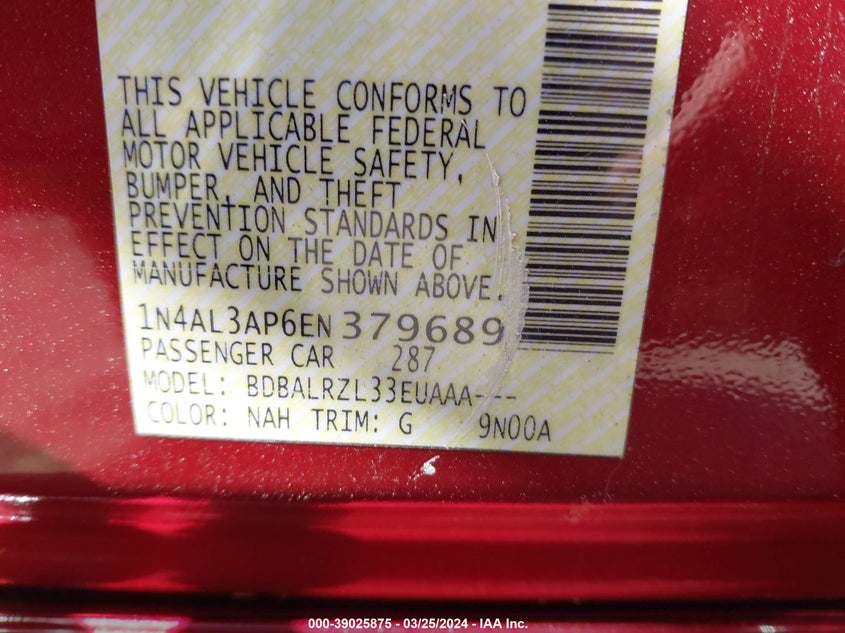 THIS VEHICLE CONFORMS TO
ALL APPLICABLE FEDERAL
MOTOR VEHICLE SAFETY,
BUMPER, AND THEFT
PREVENTION STANDARDS IN
EFFECT ON THE DATE OF
MANUFACTURE SHOWN ABOVE.
1N4AL3AP6EN 379689
PASSENGER CAR 287
MODEL: BDBALRZL33EUAAA---
COLOR: NAH TRIM: G 9N00A
000-39025875 - 03/25/2024 - IAA Inc.